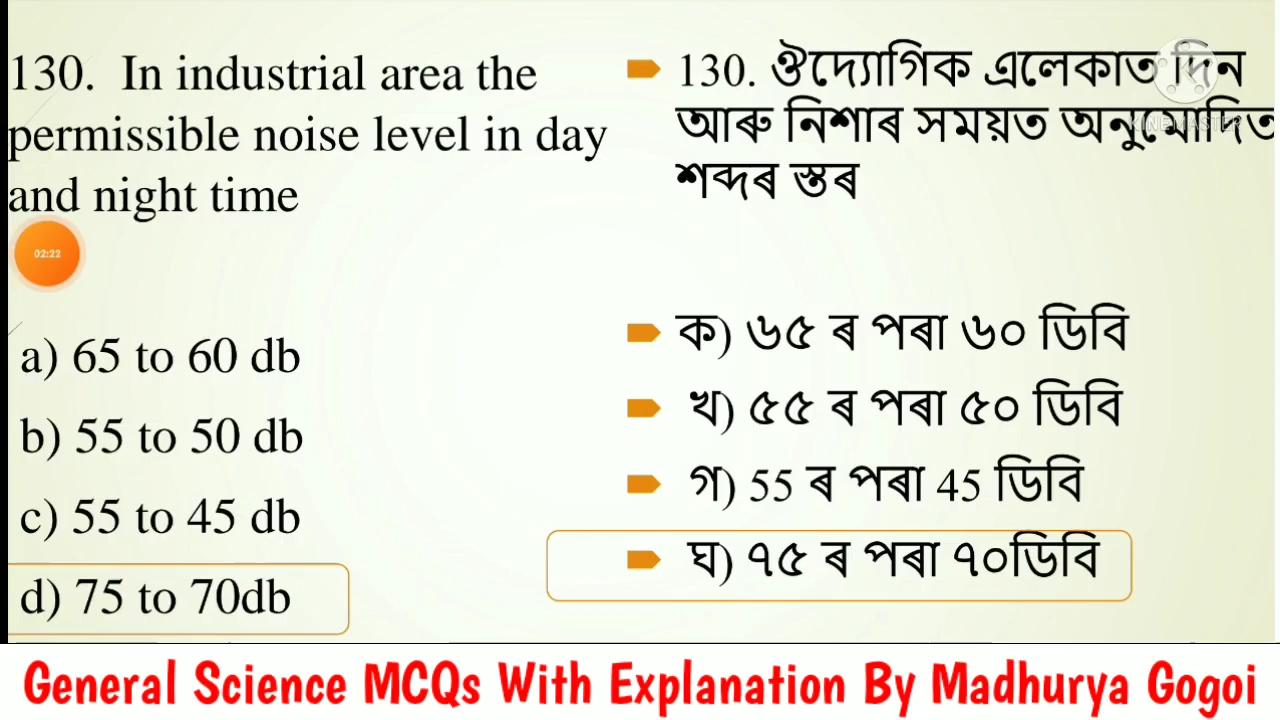 130. In industrial area the
permissible noise level in day
and night time
02:22
a) 65 to 60 db
b) 55 to 50 db
c) 55 to 45 db
d) 75 to 70db
130. ঔদ্যোগিক এলেকাত দিন
আৰু নিশাৰ সময়ত অনুমোদিত
শব্দৰ স্তৰ
KINEMASTER
ক) ৬৫ ৰ পৰা ৬০ ডিবি
খ) ৫৫ ৰ পৰা ৫০ ডিবি
গ) 55 ৰ পৰা 45 ডিবি
ঘ) ৭৫ ৰ পৰা ৭০ডিবি
General Science MCQs With Explanation By Madhurya Gogoi